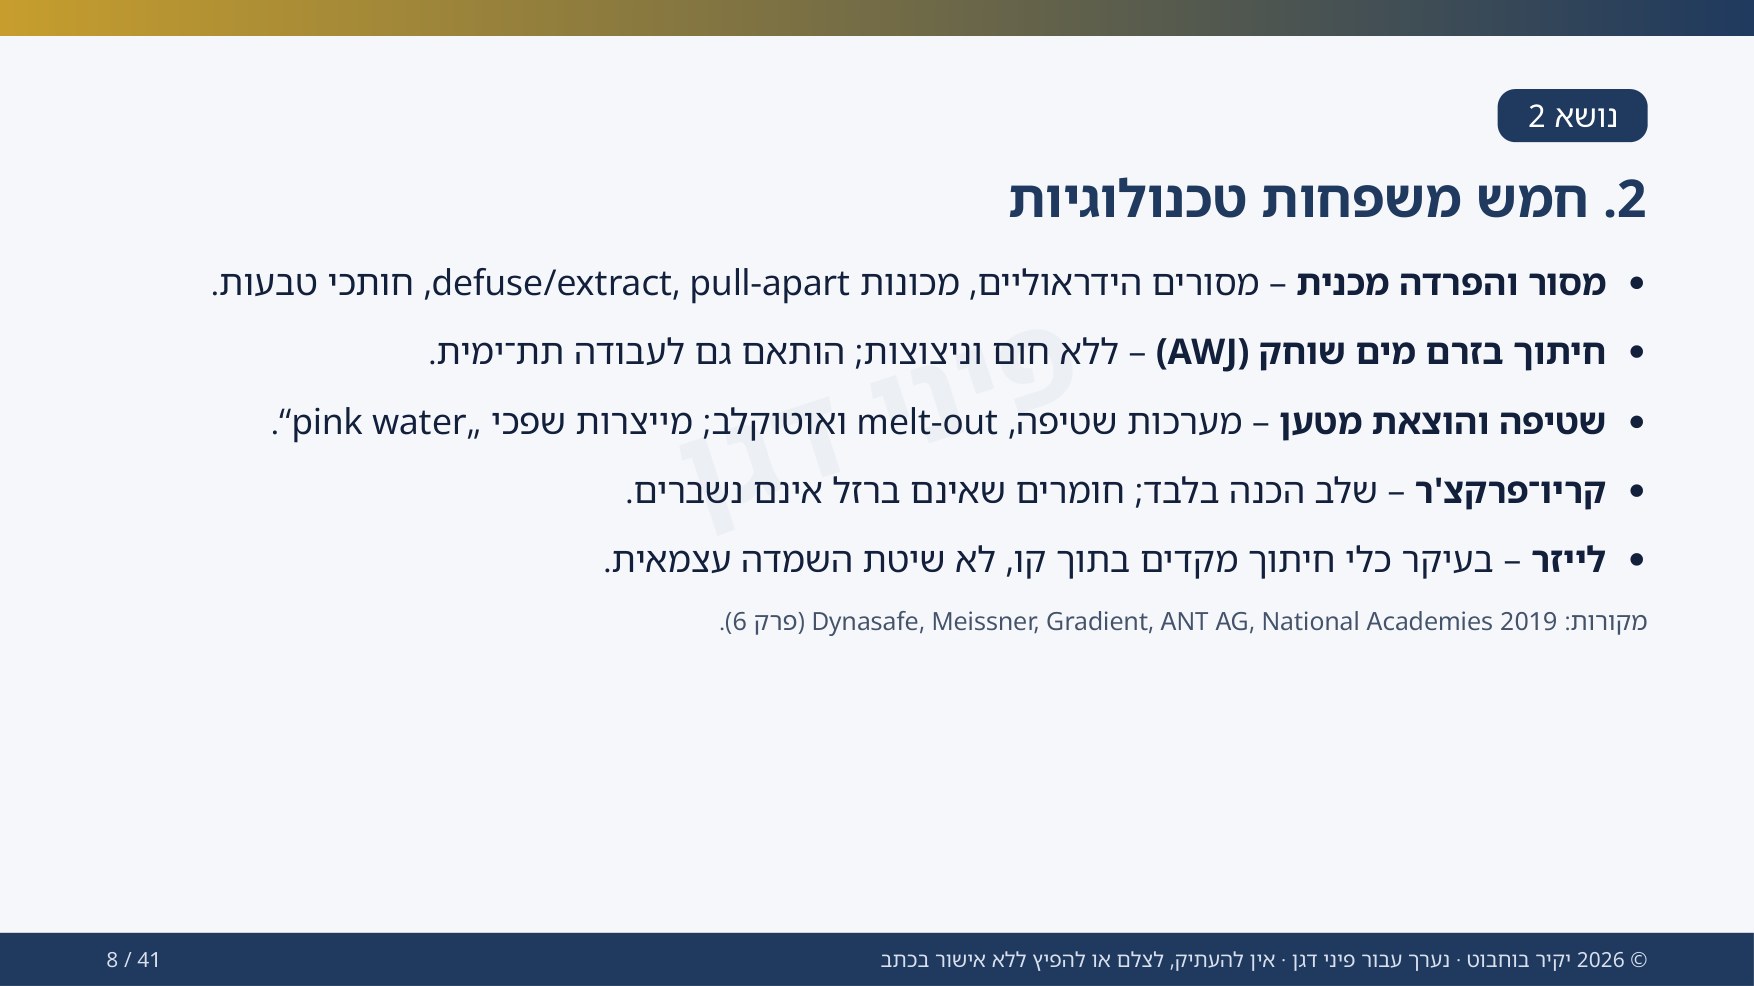 נושא 2
2. חמש משפחות טכנולוגיות
• מסור והפרדה מכנית – מסורים הידראוליים, מכונות defuse/extract, pull-apart, חותכי טבעות.
• חיתוך בזרם מים שוחק (AWJ) – ללא חום וניצוצות; הותאם גם לעבודה תת־ימית.
• שטיפה והוצאת מטען – מערכות שטיפה, melt-out ואוטוקלב; מייצרות שפכי „pink water“.
• קריו־פרקצ'ר – שלב הכנה בלבד; חומרים שאינם ברזל אינם נשברים.
• לייזר – בעיקר כלי חיתוך מקדים בתוך קו, לא שיטת השמדה עצמאית.
מקורות: Dynasafe, Meissner, Gradient, ANT AG, National Academies 2019 (פרק 6).
פיני דגן
© 2026 יקיר בוחבוט · נערך עבור פיני דגן · אין להעתיק, לצלם או להפיץ ללא אישור בכתב
8 / 41